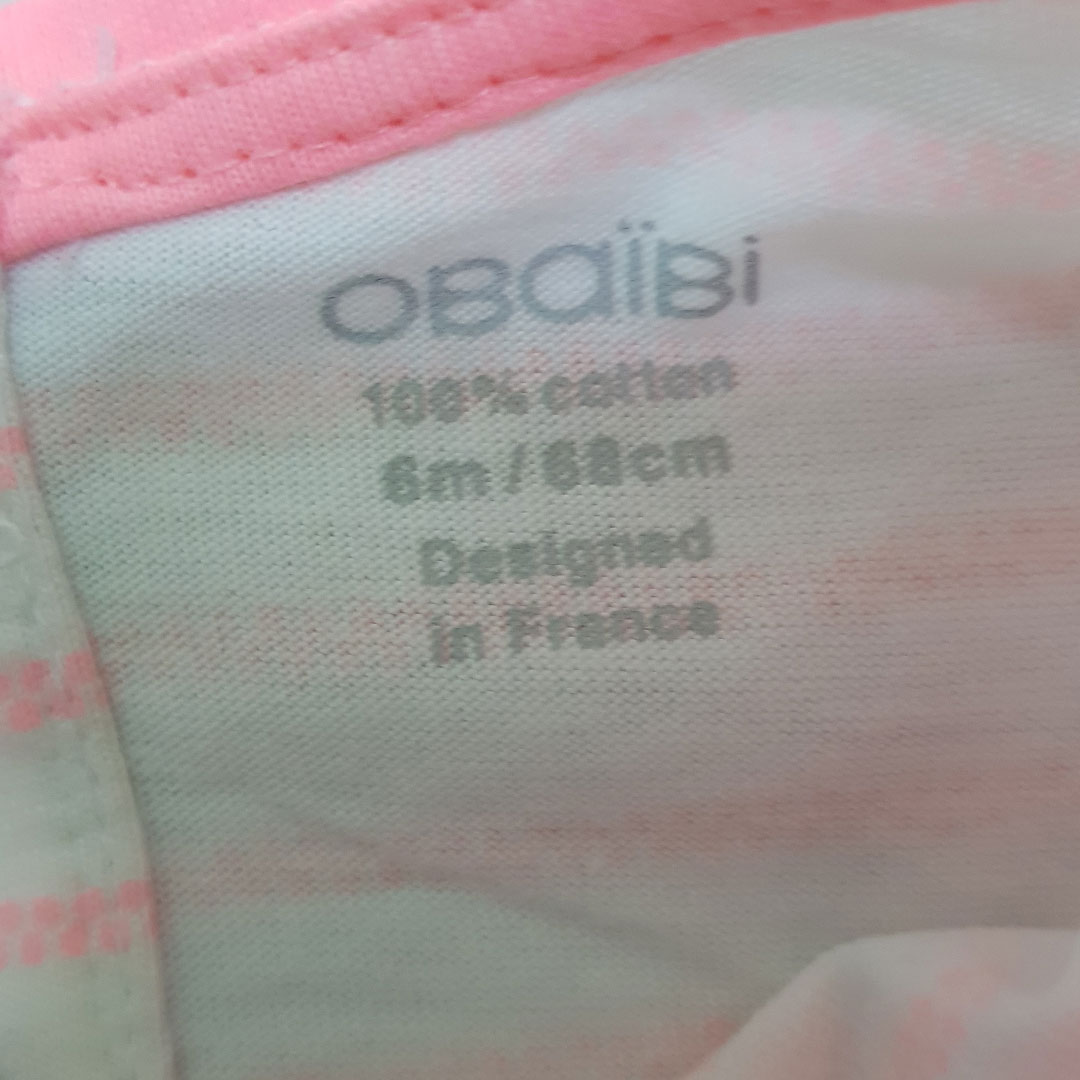 OBaïBi
100% cotton
6m / 68cm
Designed
in France